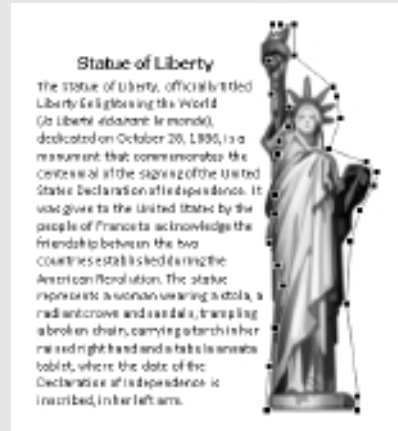 Statue of Liberty
The Statue of Liberty, officially titled
Liberty Enlightening the World
(la Liberté éclairant le monde),
dedicated on October 28, 1886, is a
monument that commemorates the
centennial of the signing of the United
States Declaration of Independence. It
was given to the United States by the
people of France to acknowledge the
friendship between the two
countries established during the
American Revolution. The statue
represents a woman wearing a stola, a
radiant crown and sandals, trampling
a broken chain, carrying a torch in her
raised right hand and a tabula ansata
tablet, where the date of the
Declaration of Independence is
inscribed, in her left arm.